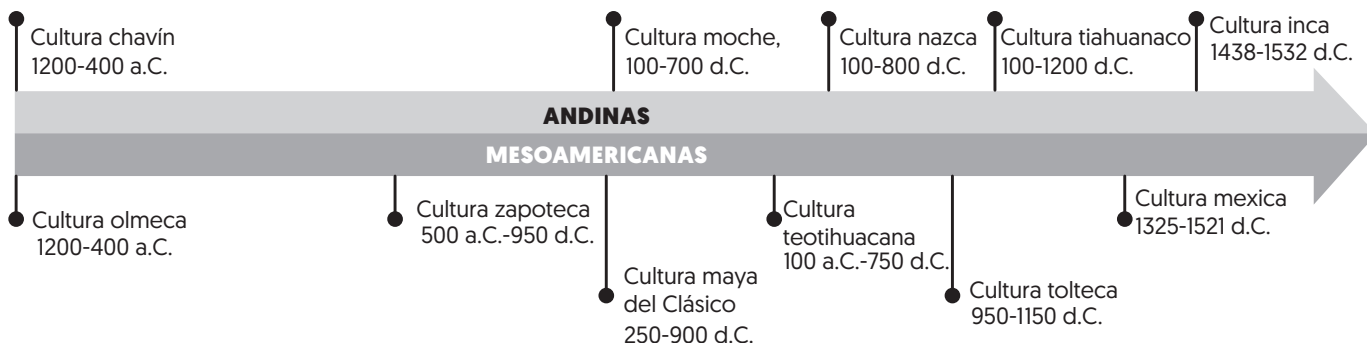 Cultura chavín
1200-400 a.C.
Cultura moche,
100-700 d.C.
Cultura nazca
100-800 d.C.
Cultura tiahuanaco
100-1200 d.C.
Cultura inca
1438-1532 d.C.
ANDINAS
MESOAMERICANAS
Cultura olmeca
1200-400 a.C.
Cultura zapoteca
500 a.C.-950 d.C.
Cultura maya
del Clásico
250-900 d.C.
Cultura
teotihuacana
100 a.C.-750 d.C.
Cultura tolteca
950-1150 d.C.
Cultura mexica
1325-1521 d.C.